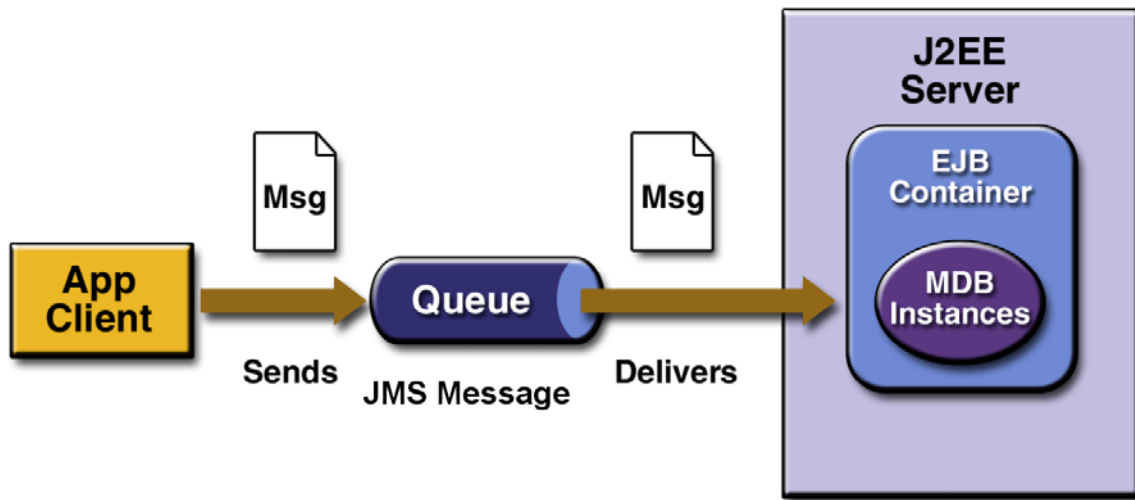 App
Client
Msg
Sends
Queue
JMS Message
Msg
Delivers
J2EE
Server
EJB
Container
MDB
Instances